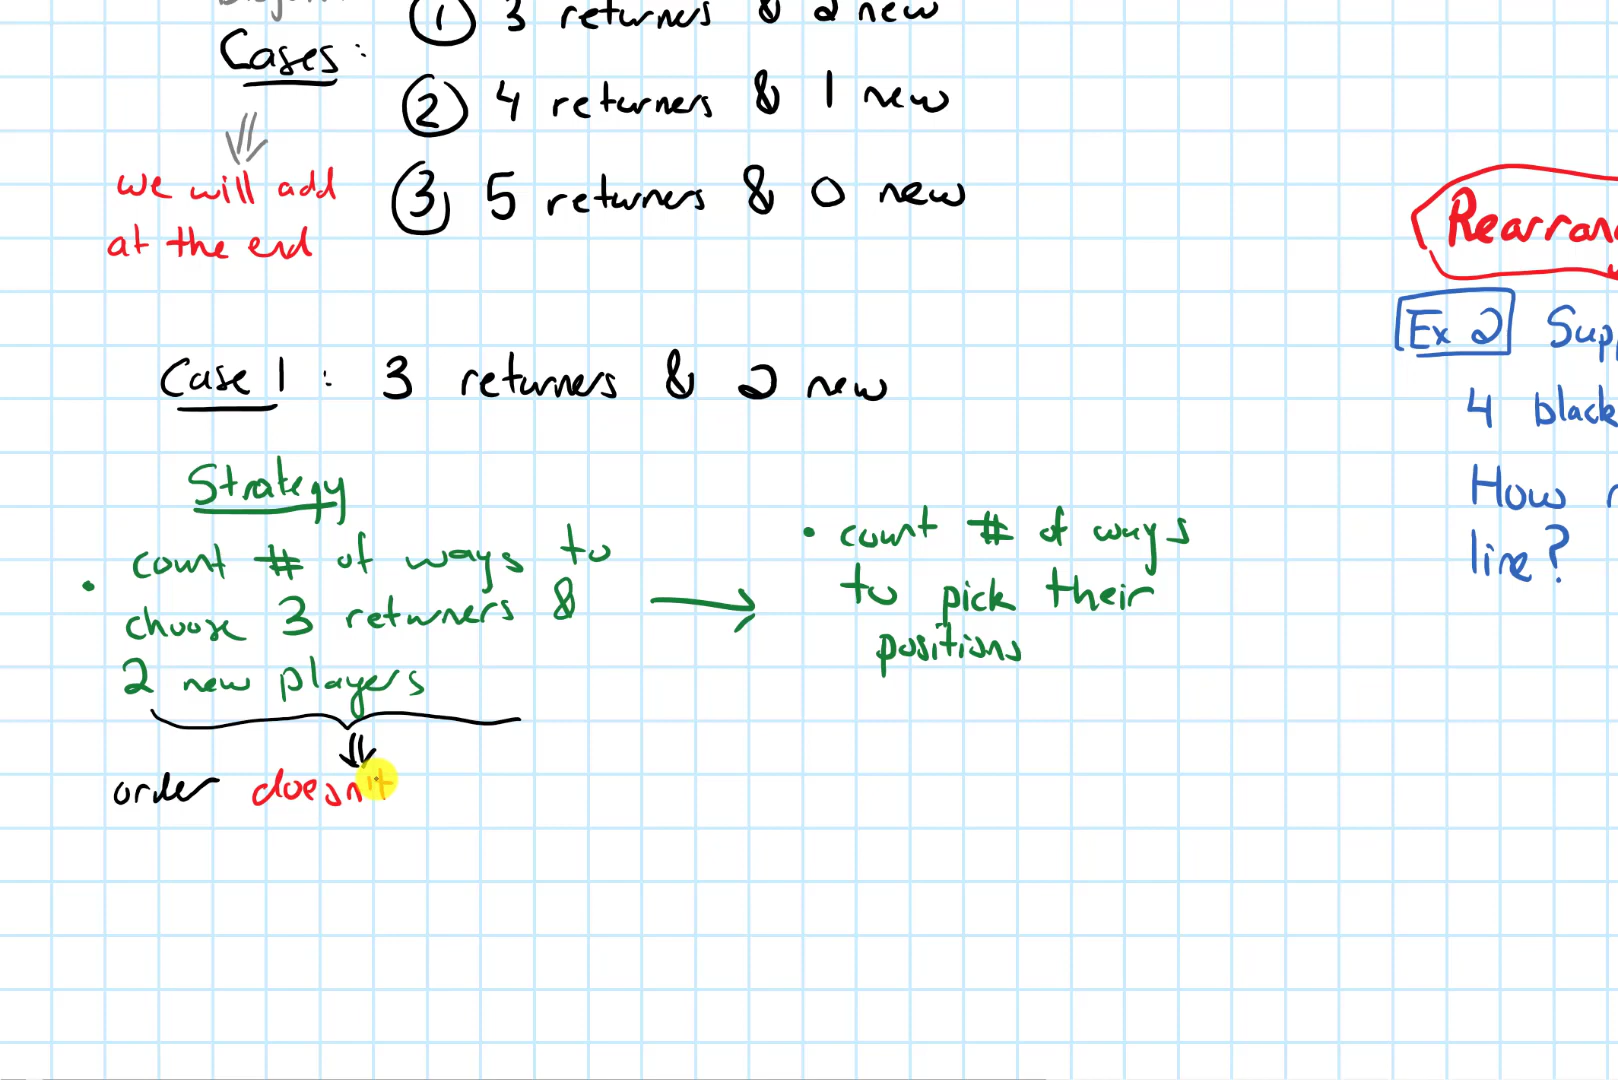 ① 3 returners & 2 new
Cases:
② 4 returners & 1 new
we will add
at the end
③ 5 returners & 0 new
Case 1: 3 returners & 2 new
Strategy
• count # of ways to
choose 3 returners &
2 new players
• count # of ways
to pick their
positions
order doesn't
Ex 2
4 black
How
line?